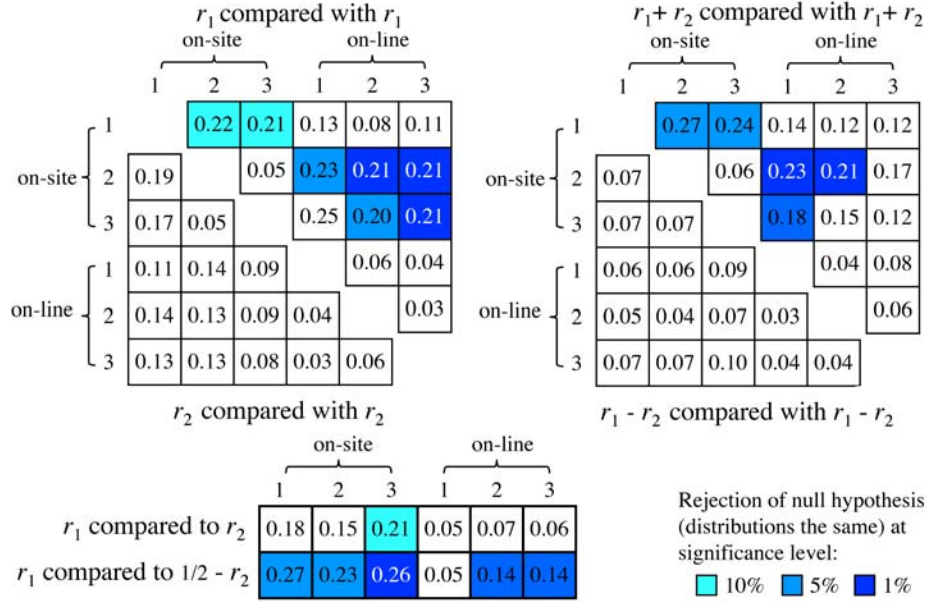 r₁ compared with r₁
on-site on-line
1 2 3 1 2 3
on-site
1 0.22 0.21 0.13 0.08 0.11
2 0.19 0.05 0.23 0.21 0.21
3 0.17 0.05 0.25 0.20 0.21
on-line
1 0.11 0.14 0.09 0.06 0.04
2 0.14 0.13 0.09 0.04 0.03
3 0.13 0.13 0.08 0.03 0.06
r₂ compared with r₂
r₁+ r₂ compared with r₁+ r₂
on-site on-line
1 2 3 1 2 3
on-site
1 0.27 0.24 0.14 0.12 0.12
2 0.07 0.06 0.23 0.21 0.17
3 0.07 0.07 0.18 0.15 0.12
on-line
1 0.06 0.06 0.09 0.04 0.08
2 0.05 0.04 0.07 0.03 0.06
3 0.07 0.07 0.10 0.04 0.04
r₁ - r₂ compared with r₁ - r₂
on-site on-line
1 2 3 1 2 3
r₁ compared to r₂ 0.18 0.15 0.21 0.05 0.07 0.06
r₁ compared to 1/2 - r₂ 0.27 0.23 0.26 0.05 0.14 0.14
Rejection of null hypothesis
(distributions the same) at
significance level:
10% 5% 1%